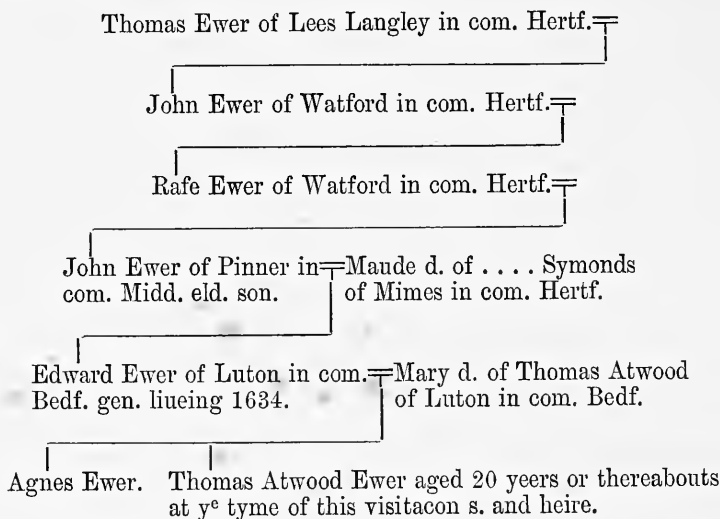 Thomas Ewer of Lees Langley in com. Hertf.
John Ewer of Watford in com. Hertf.
Rafe Ewer of Watford in com. Hertf.
John Ewer of Pinner in
com. Midd. eld. son.
Maude d. of . . . . Symonds
of Mimes in com. Hertf.
Edward Ewer of Luton in com.
Bedf. gen. liueing 1634.
Mary d. of Thomas Atwood
of Luton in com. Bedf.
Agnes Ewer.
Thomas Atwood Ewer aged 20 yeers or thereabouts
at yᵉ tyme of this visitacon s. and heire.